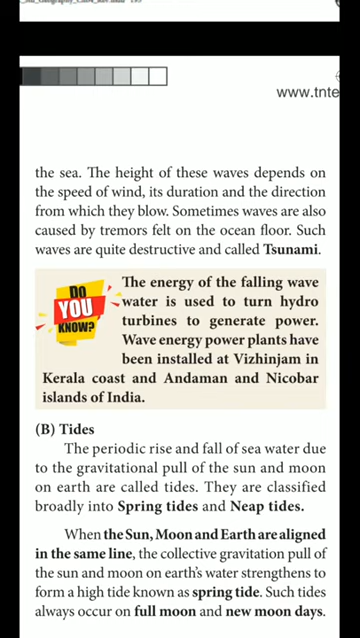 www.tnte
the sea. The height of these waves depends on
the speed of wind, its duration and the direction
from which they blow. Sometimes waves are also
caused by tremors felt on the ocean floor. Such
waves are quite destructive and called Tsunami.
DO
YOU
KNOW?
The energy of the falling wave
water is used to turn hydro
turbines to generate power.
Wave energy power plants have
been installed at Vizhinjam in
Kerala coast and Andaman and Nicobar
islands of India.
(B) Tides
The periodic rise and fall of sea water due
to the gravitational pull of the sun and moon
on earth are called tides. They are classified
broadly into Spring tides and Neap tides.
When the Sun, Moon and Earth are aligned
in the same line, the collective gravitation pull of
the sun and moon on earth's water strengthens to
form a high tide known as spring tide. Such tides
always occur on full moon and new moon days.